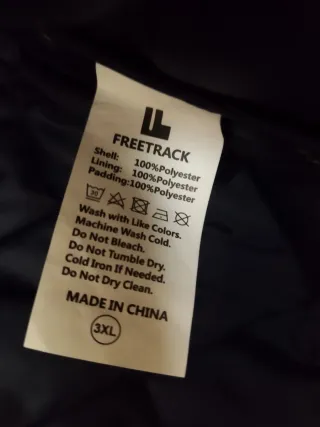 FREETRACK
Shell: 100%Polyester
Lining: 100%Polyester
Padding:100%Polyester
30
Wash with Like Colors.
Machine Wash Cold.
Do Not Bleach.
Do Not Tumble Dry.
Cold Iron If Needed.
Do Not Dry Clean.
MADE IN CHINA
3XL